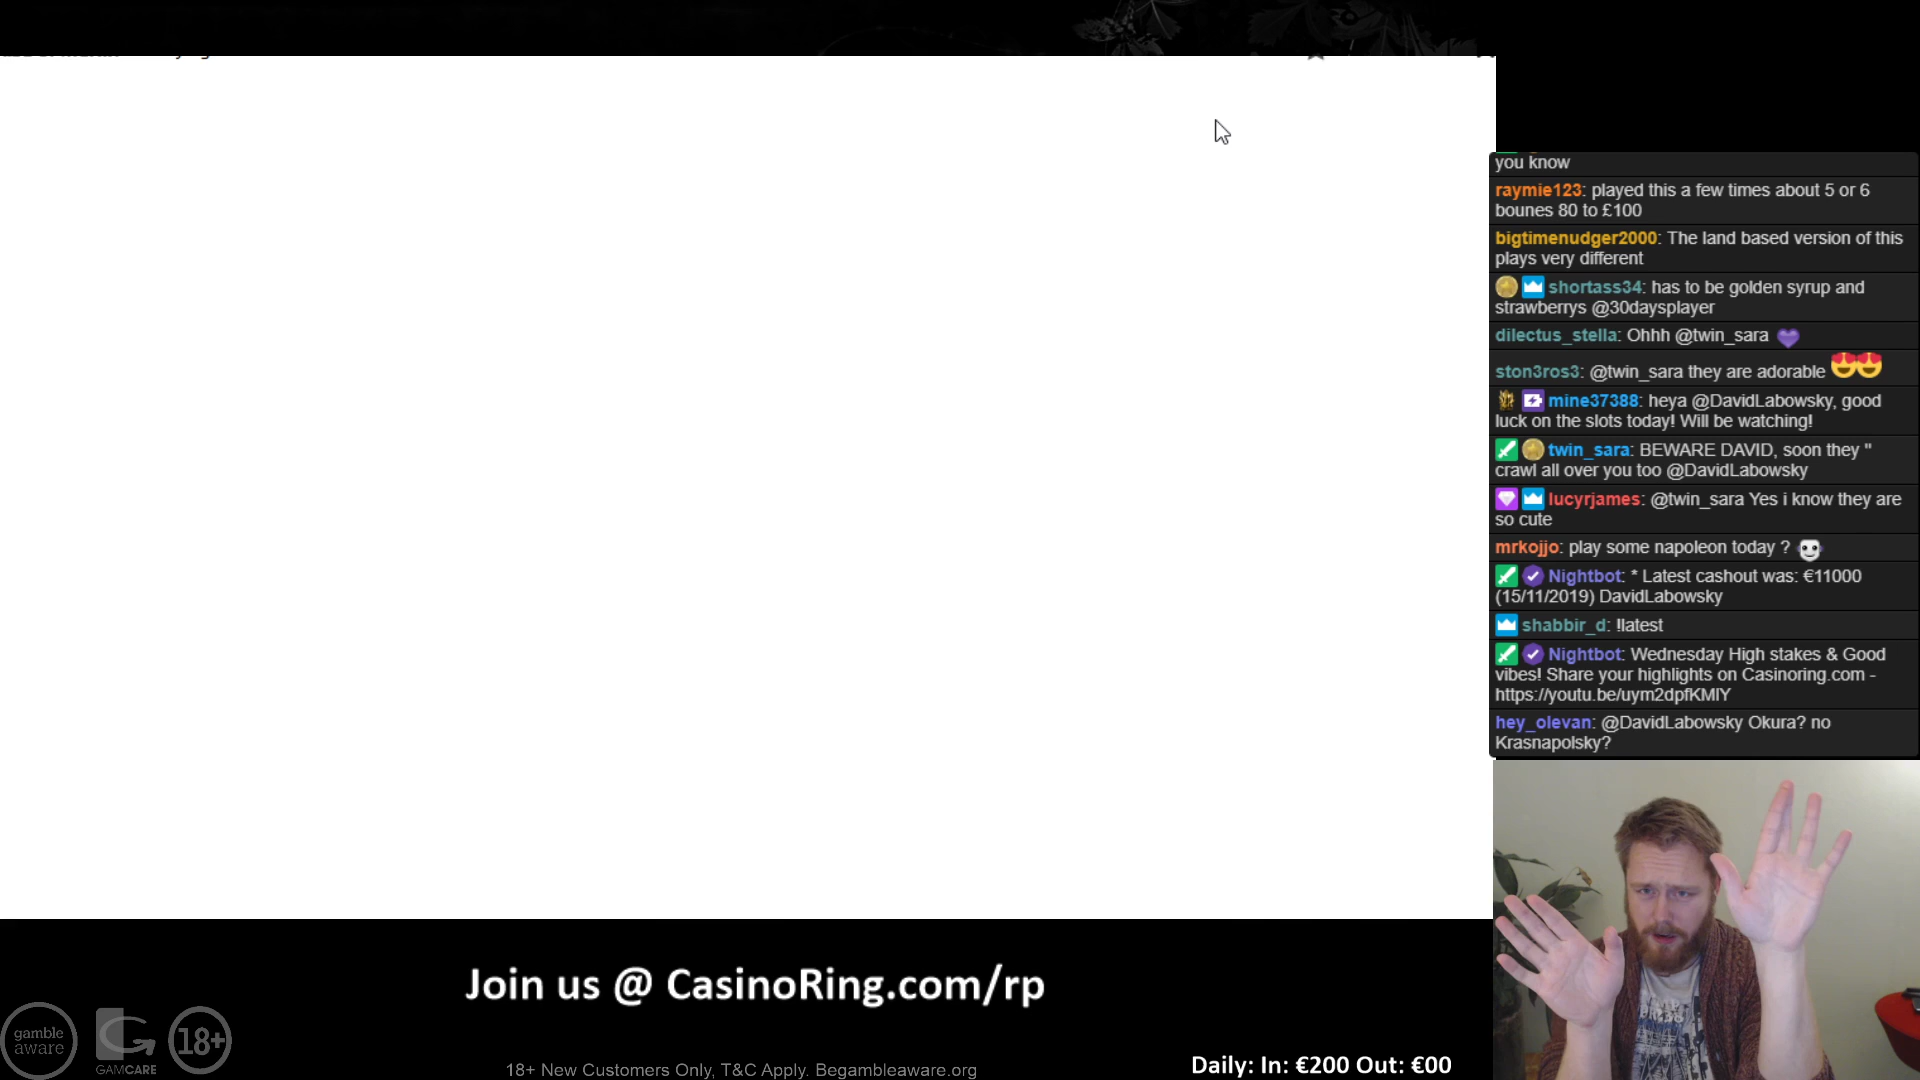 you know
raymie123: played this a few times about 5 or 6
bounes 80 to £100
bigtimenudger2000: The land based version of this
plays very different
shortass34: has to be golden syrup and
strawberrys @30daysplayer
dilectus_stella: Ohhh @twin_sara
ston3ros3: @twin_sara they are adorable
mine37388: heya @DavidLabowsky, good
luck on the slots today! Will be watching!
twin_sara: BEWARE DAVID, soon they "
crawl all over you too @DavidLabowsky
lucyrjames: @twin_sara Yes i know they are
so cute
mrkojjo: play some napoleon today ?
Nightbot: * Latest cashout was: €11000
(15/11/2019) DavidLabowsky
shabbir_d: !latest
Nightbot: Wednesday High stakes & Good
vibes! Share your highlights on Casinoring.com -
https://youtu.be/uym2dpfKMlY
hey_olevan: @DavidLabowsky Okura? no
Krasnapolsky?
Join us @ CasinoRing.com/rp
gamble
aware
GAMCARE
18+
18+ New Customers Only, T&C Apply. Begambleaware.org
Daily: In: €200 Out: €00